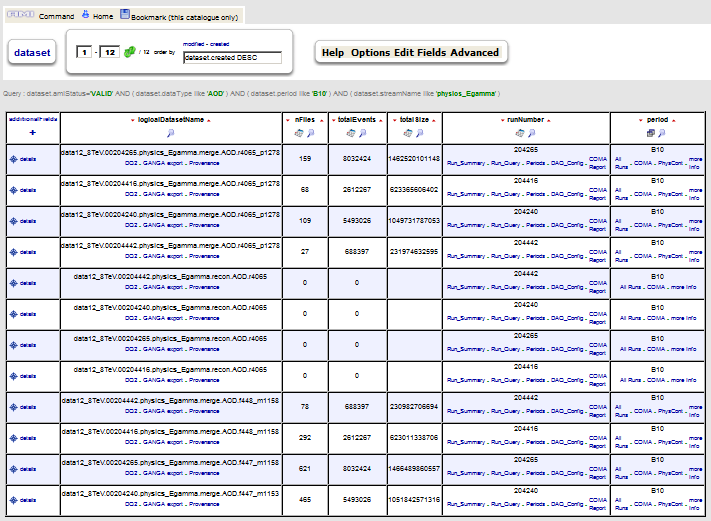 Command Home Bookmark (this catalogue only)
dataset
1 - 12 / 12 order by
modified - created
dataset.created DESC
Help Options Edit Fields Advanced
Query : dataset.amiStatus='VALID' AND ( dataset.dataType like 'AOD' ) AND ( dataset.period like 'B10' ) AND ( dataset.streamName like 'physics_Egamma' )
additionalFields logicalDatasetName nFiles totalEvents totalSize runNumber period
+
data12_8TeV.00204265.physics_Egamma.merge.AOD.r4065_p1278 204265 B10
details 159 8032424 1462520101148
DQ2 . GANGA export . Provenance Run_Summary . Run_Query . Periods . DAQ_Config . COMA Report All Runs . COMA . PhysCont . more info
data12_8TeV.00204416.physics_Egamma.merge.AOD.r4065_p1278 204416 B10
details 68 2612267 623365606402
DQ2 . GANGA export . Provenance Run_Summary . Run_Query . Periods . DAQ_Config . COMA Report All Runs . COMA . PhysCont . more info
data12_8TeV.00204240.physics_Egamma.merge.AOD.r4065_p1278 204240 B10
details 109 5493026 1049731787053
DQ2 . GANGA export . Provenance Run_Summary . Run_Query . Periods . DAQ_Config . COMA Report All Runs . COMA . PhysCont . more info
data12_8TeV.00204442.physics_Egamma.merge.AOD.r4065_p1278 204442 B10
details 27 688397 231974632595
DQ2 . GANGA export . Provenance Run_Summary . Run_Query . Periods . DAQ_Config . COMA Report All Runs . COMA . PhysCont . more info
data12_8TeV.00204442.physics_Egamma.recon.AOD.r4065 204442 B10
details 0 0
DQ2 . GANGA export . Provenance Run_Summary . Run_Query . Periods . DAQ_Config . COMA Report All Runs . COMA . more info
data12_8TeV.00204240.physics_Egamma.recon.AOD.r4065 204240 B10
details 0 0
DQ2 . GANGA export . Provenance Run_Summary . Run_Query . Periods . DAQ_Config . COMA Report All Runs . COMA . more info
data12_8TeV.00204265.physics_Egamma.recon.AOD.r4065 204265 B10
details 0 0
DQ2 . GANGA export . Provenance Run_Summary . Run_Query . Periods . DAQ_Config . COMA Report All Runs . COMA . more info
data12_8TeV.00204416.physics_Egamma.recon.AOD.r4065 204416 B10
details 0 0
DQ2 . GANGA export . Provenance Run_Summary . Run_Query . Periods . DAQ_Config . COMA Report All Runs . COMA . more info
data12_8TeV.00204442.physics_Egamma.merge.AOD.f448_m1158 204442 B10
details 78 688397 230982706694
DQ2 . GANGA export . Provenance Run_Summary . Run_Query . Periods . DAQ_Config . COMA Report All Runs . COMA . PhysCont . more info
data12_8TeV.00204416.physics_Egamma.merge.AOD.f448_m1158 204416 B10
details 292 2612267 623011338706
DQ2 . GANGA export . Provenance Run_Summary . Run_Query . Periods . DAQ_Config . COMA Report All Runs . COMA . PhysCont . more info
data12_8TeV.00204265.physics_Egamma.merge.AOD.f447_m1158 204265 B10
details 621 8032424 1466489860557
DQ2 . GANGA export . Provenance Run_Summary . Run_Query . Periods . DAQ_Config . COMA Report All Runs . COMA . PhysCont . more info
data12_8TeV.00204240.physics_Egamma.merge.AOD.f447_m1153 204240 B10
details 465 5493026 1051842571316
DQ2 . GANGA export . Provenance Run_Summary . Run_Query . Periods . DAQ_Config . COMA Report All Runs . COMA . PhysCont . more info